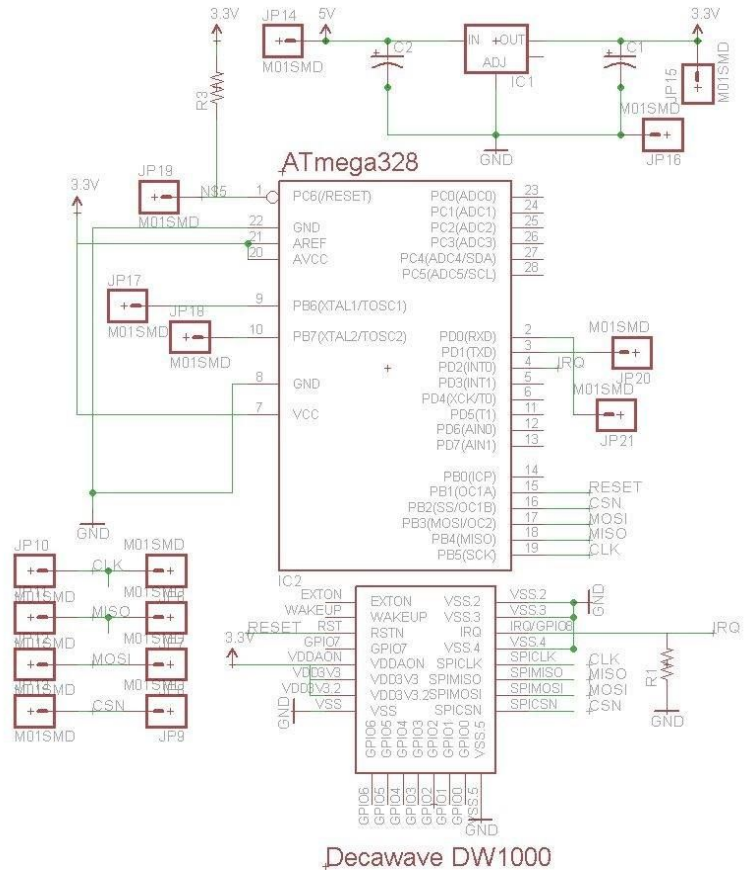 3.3V
JP14
5V
3.3V
M01SMD
C2
IN
+OUT
ADJ
IC1
C1
JP15
M01SMD
M01SMD
JP16
GND
R3
ATmega328
JP19
N$5
M01SMD
3.3V
1
PC6(/RESET)
22
GND
21
AREF
20
AVCC
JP17
9
PB6(XTAL1/TOSC1)
M01SMD
JP18
10
PB7(XTAL2/TOSC2)
M01SMD
8
GND
7
VCC
GND
PC0(ADC0)
23
PC1(ADC1)
24
PC2(ADC2)
25
PC3(ADC3)
26
PC4(ADC4/SDA)
27
PC5(ADC5/SCL)
28
PD0(RXD)
2
PD1(TXD)
3
PD2(INT0)
4
IRQ
PD3(INT1)
5
PD4(XCK/T0)
6
PD5(T1)
11
PD6(AIN0)
12
PD7(AIN1)
13
M01SMD
JP20
M01SMD
JP21
PB0(ICP)
14
PB1(OC1A)
15
RESET
PB2(SS/OC1B)
16
CSN
PB3(MOSI/OC2)
17
MOSI
PB4(MISO)
18
MISO
PB5(SCK)
19
CLK
IC2
JP10
M01SMD
CLK
MISO
MOSI
CSN
M01SMD
JP9
EXTON
EXTON
VSS.2
VSS.2
GND
WAKEUP
WAKEUP
VSS.3
VSS.3
RESET
RST
RSTN
IRQ
IRQ/GPIO8
IRQ
GPIO7
GPIO7
VSS.4
VSS.4
3.3V
VDDAON
VDDAON
SPICLK
SPICLK
CLK
VDD3V3
VDD3V3
SPIMISO
SPIMISO
MISO
VDD3V3.2
VDD3V3.2
SPIMOSI
SPIMOSI
MOSI
GND
VSS
VSS
SPICSN
SPICSN
CSN
R1
GND
GPIO6
GPIO5
GPIO4
GPIO3
GPIO2
GPIO1
GPIO0
VSS.5
GPIO6
GPIO5
GPIO4
GPIO3
GPIO2
GPIO1
GPIO0
VSS.5
GND
Decawave DW1000